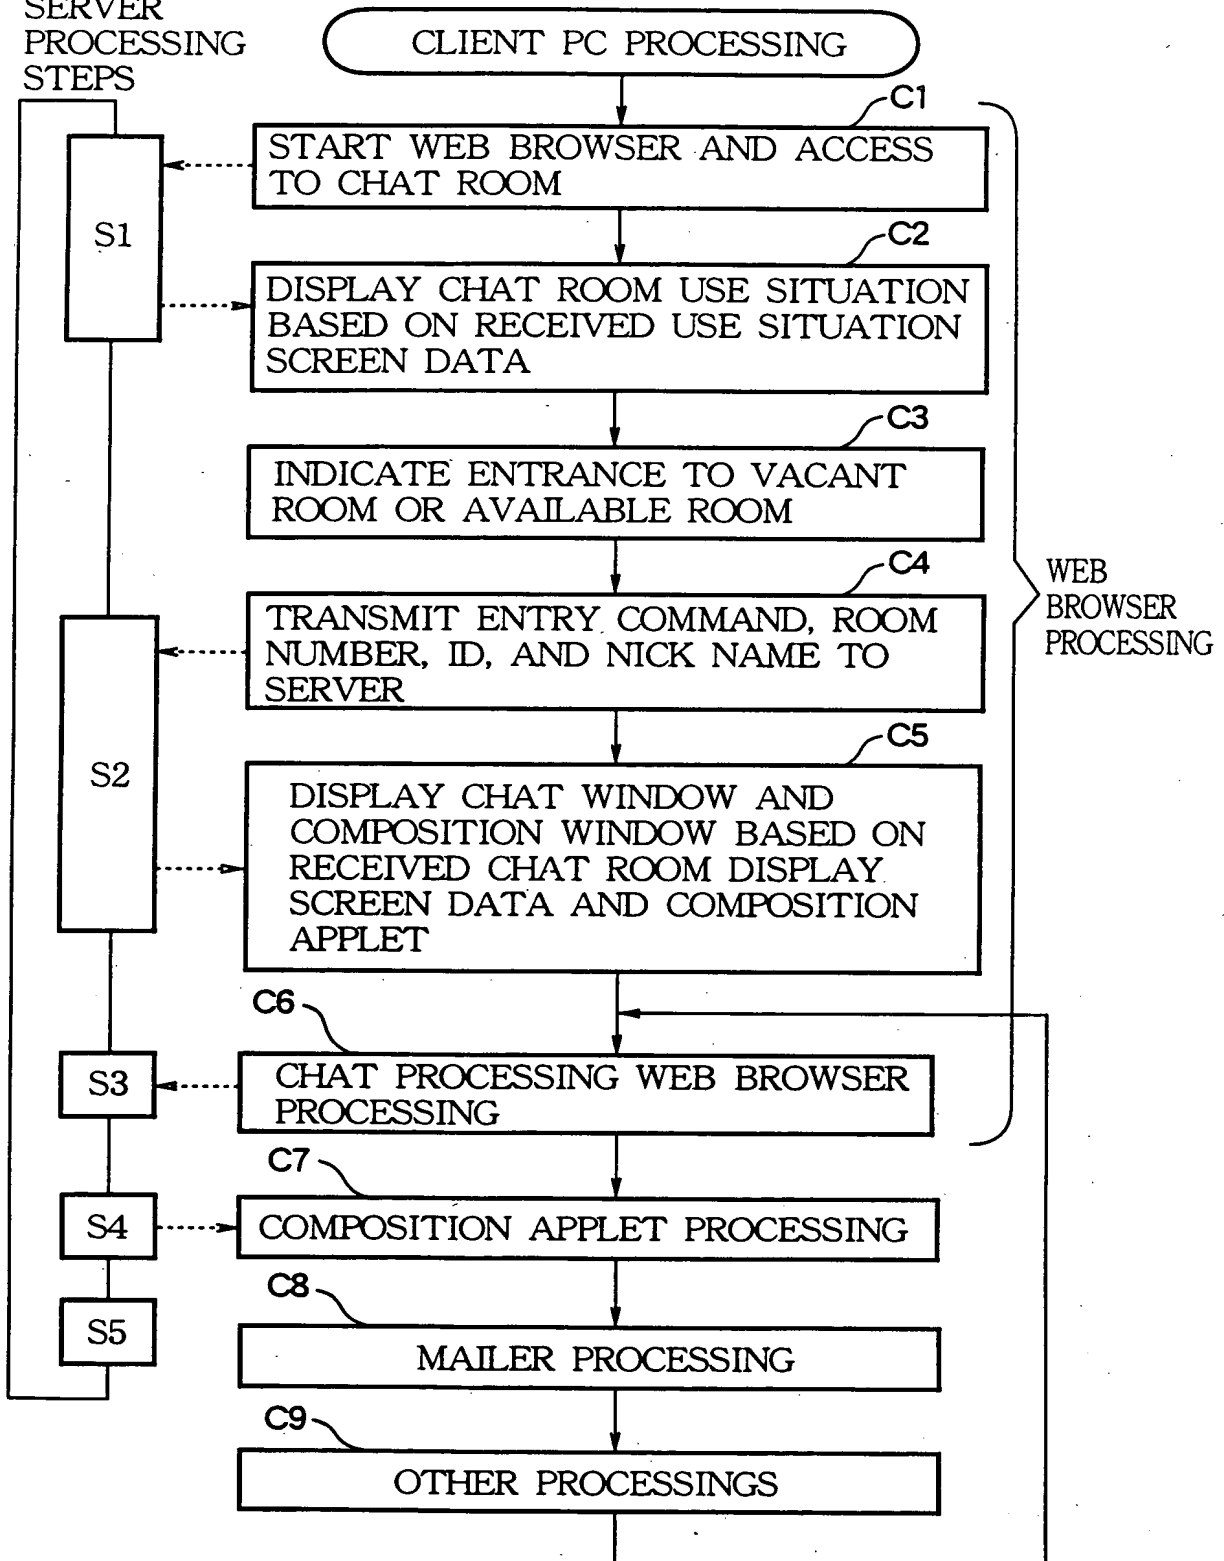 SERVER
PROCESSING
STEPS
CLIENT PC PROCESSING
C1
START WEB BROWSER AND ACCESS
TO CHAT ROOM
S1
C2
DISPLAY CHAT ROOM USE SITUATION
BASED ON RECEIVED USE SITUATION
SCREEN DATA
C3
INDICATE ENTRANCE TO VACANT
ROOM OR AVAILABLE ROOM
C4
TRANSMIT ENTRY COMMAND, ROOM
NUMBER, ID, AND NICK NAME TO
SERVER
WEB
BROWSER
PROCESSING
S2
C5
DISPLAY CHAT WINDOW AND
COMPOSITION WINDOW BASED ON
RECEIVED CHAT ROOM DISPLAY
SCREEN DATA AND COMPOSITION
APPLET
C6
S3
CHAT PROCESSING WEB BROWSER
PROCESSING
C7
S4
COMPOSITION APPLET PROCESSING
C8
S5
MAILER PROCESSING
C9
OTHER PROCESSINGS